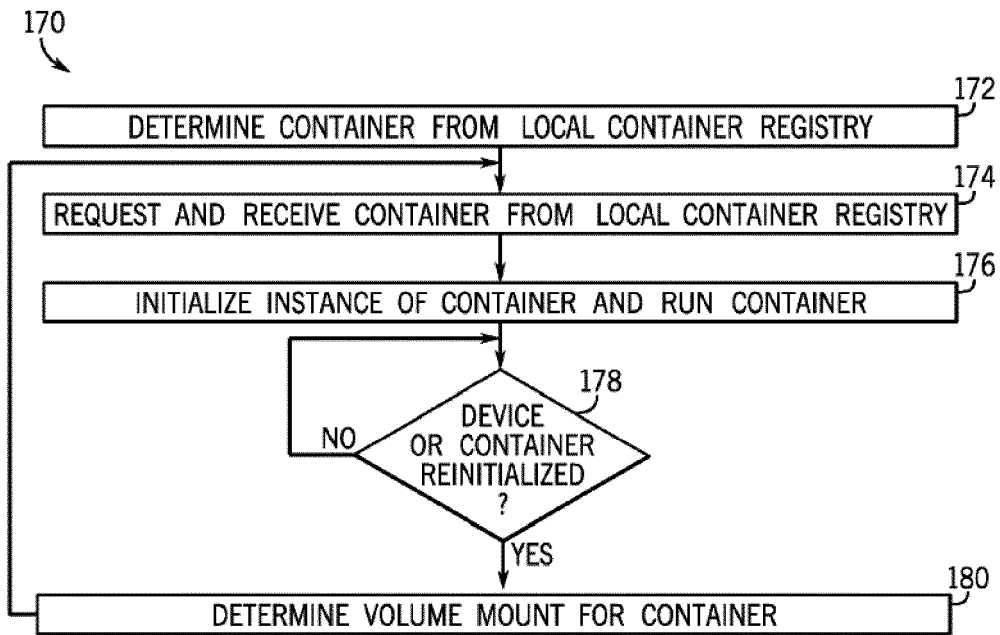 170
172
DETERMINE CONTAINER FROM LOCAL CONTAINER REGISTRY
174
REQUEST AND RECEIVE CONTAINER FROM LOCAL CONTAINER REGISTRY
176
INITIALIZE INSTANCE OF CONTAINER AND RUN CONTAINER
178
DEVICE
OR CONTAINER
REINITIALIZED
?
NO
YES
180
DETERMINE VOLUME MOUNT FOR CONTAINER